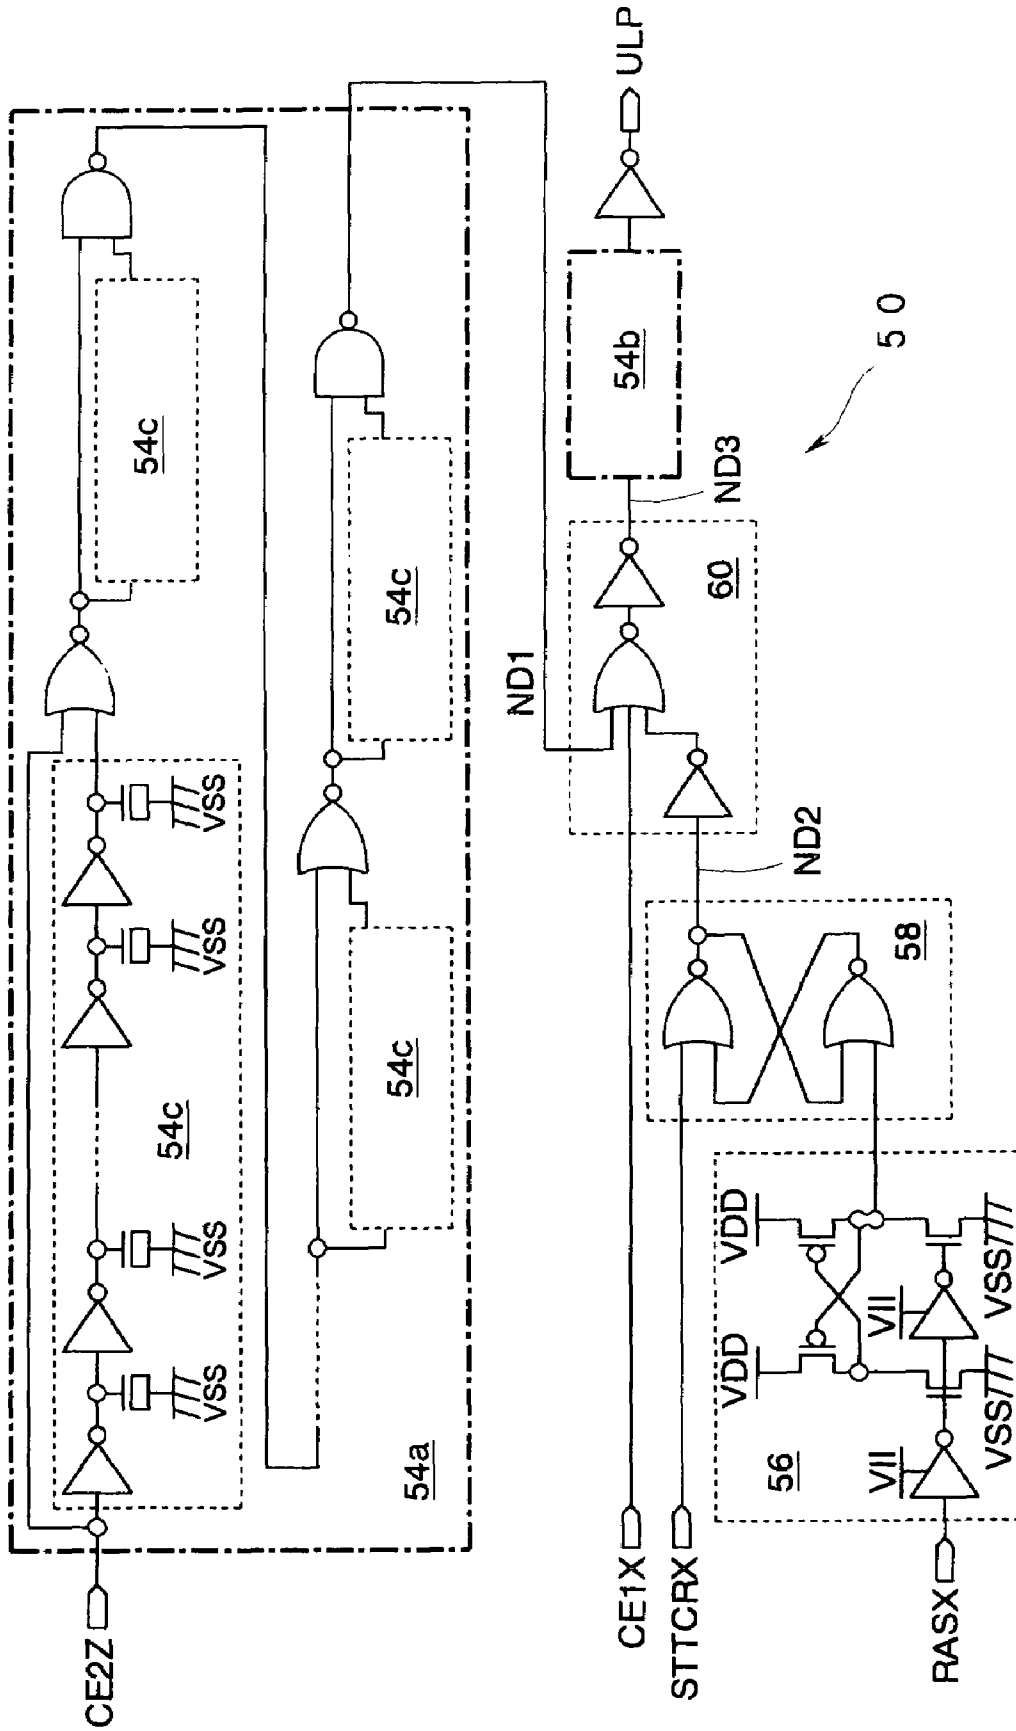 CE2Z
54c
VSS
VSS
VSS
VSS
54c
54a
54c
54c
ND1
CE1X
STTCRX
RASX
56
VII
VII
VDD
VDD
VSS
VSS
58
ND2
60
ND3
54b
ULP
50